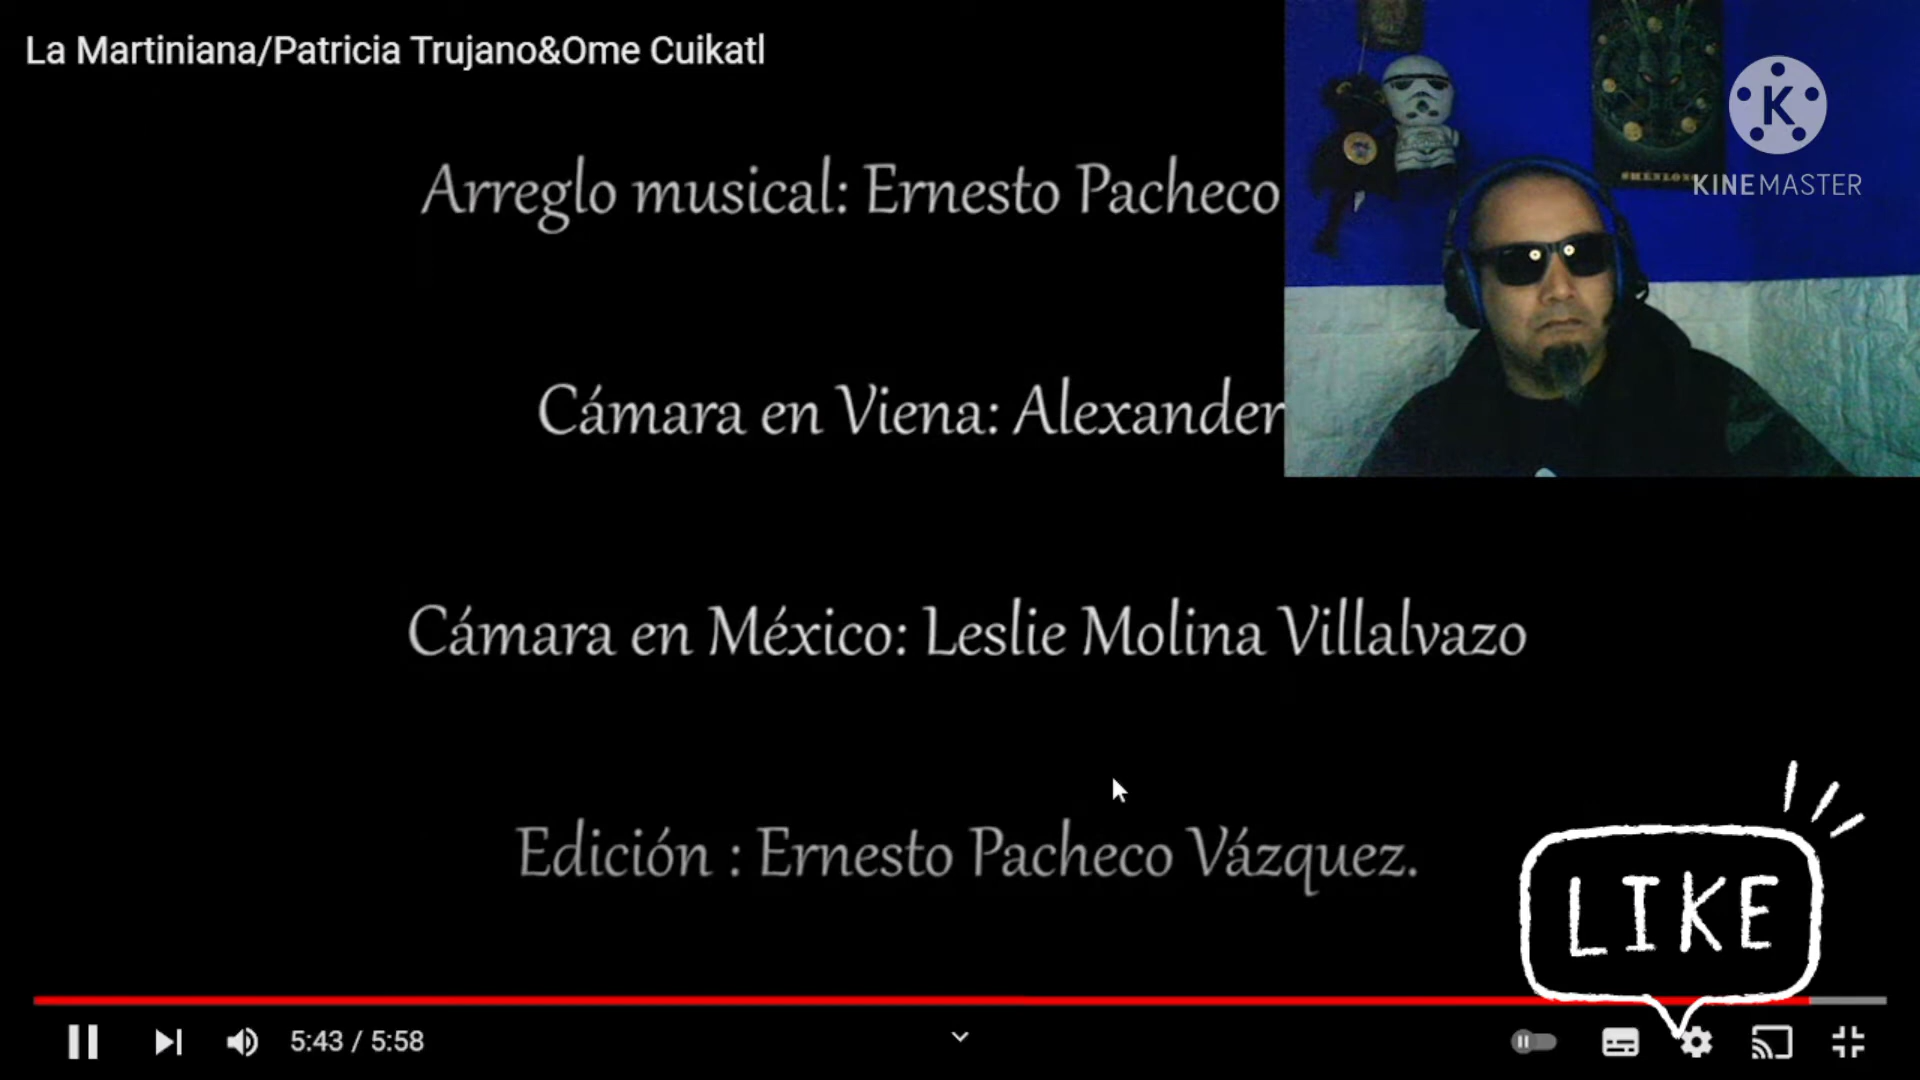 La Martiniana/Patricia Trujano&Ome Cuikatl
Arreglo musical: Ernesto Pacheco
K
KINEMASTER
Cámara en Viena: Alexander
Cámara en México: Leslie Molina Villalvazo
Edición : Ernesto Pacheco Vázquez.
LIKE
5:43 / 5:58